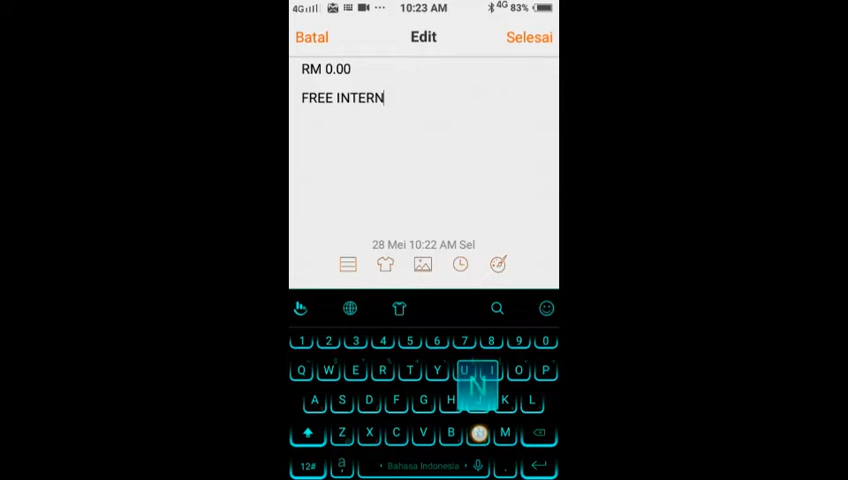 4G 10:23 AM 4G 83%
Batal Edit Selesai
RM 0.00
FREE INTERN
28 Mei 10:22 AM Sel
1 2 3 4 5 6 7 8 9 0
Q W E R T Y U I O P
N
A S D F G H J K L
Z X C V B N M
12# a Bahasa Indonesia .